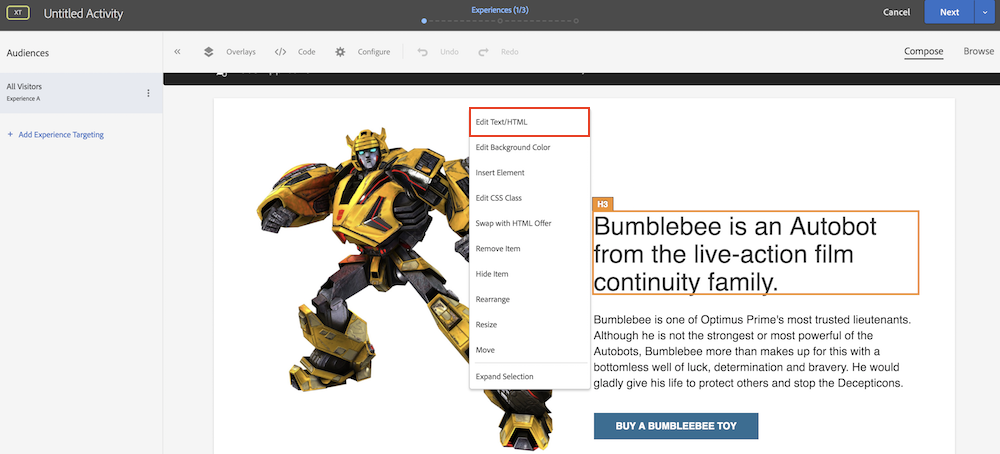 XT
Untitled Activity
Experiences (1/3)
Cancel
Next
Audiences
Overlays
Code
Configure
Undo
Redo
Compose
Browse
All Visitors
Experience A
+ Add Experience Targeting
Edit Text/HTML
Edit Background Color
Insert Element
Edit CSS Class
Swap with HTML Offer
Remove Item
Hide Item
Rearrange
Resize
Move
Expand Selection
H3
Bumblebee is an Autobot
from the live-action film
continuity family.
Bumblebee is one of Optimus Prime's most trusted lieutenants.
Although he is not the strongest or most powerful of the
Autobots, Bumblebee more than makes up for this with a
bottomless well of luck, determination and bravery. He would
gladly give his life to protect others and stop the Decepticons.
BUY A BUMBLEEBEE TOY